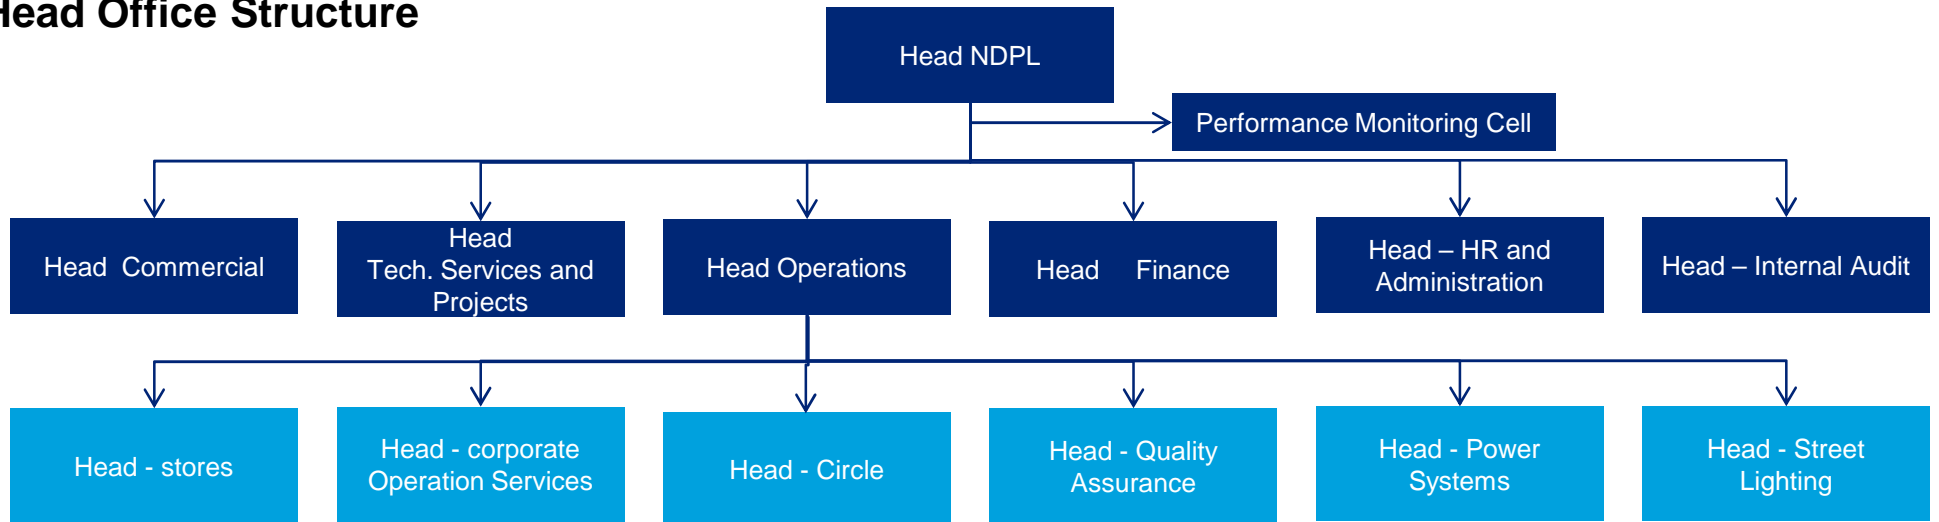 Head Office Structure
Head NDPL
Performance Monitoring Cell
Head Commercial
Head
Tech. Services and
Projects
Head Operations
Head Finance
Head – HR and
Administration
Head – Internal Audit
Head - stores
Head - corporate
Operation Services
Head - Circle
Head - Quality
Assurance
Head - Power
Systems
Head - Street
Lighting